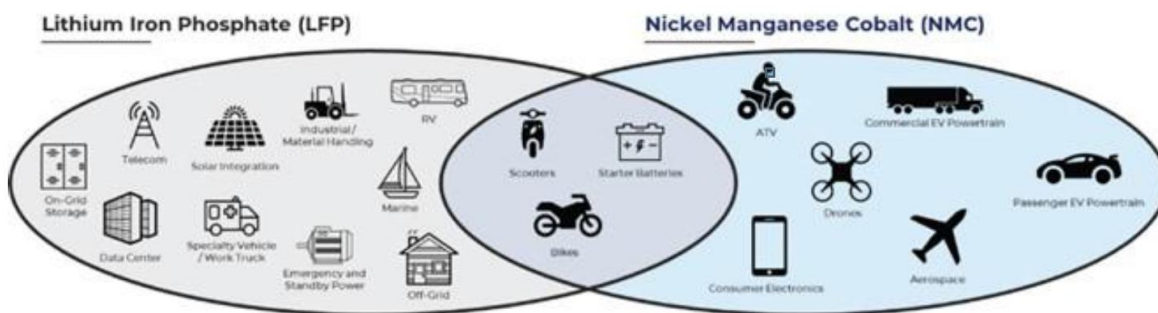 Lithium Iron Phosphate (LFP)
Nickel Manganese Cobalt (NMC)
On-Grid
Storage
Telecom
Solar Integration
Industrial /
Material Handing
RV
Data Center
Specialty Vehicle
/ Work Truck
Emergency and
Standby Power
Marine
Off-Grid
Scooters
Starter Batteries
Bikes
ATV
Commercial EV Powertrain
Drones
Passenger EV Powertrain
Consumer Electronics
Aerospace